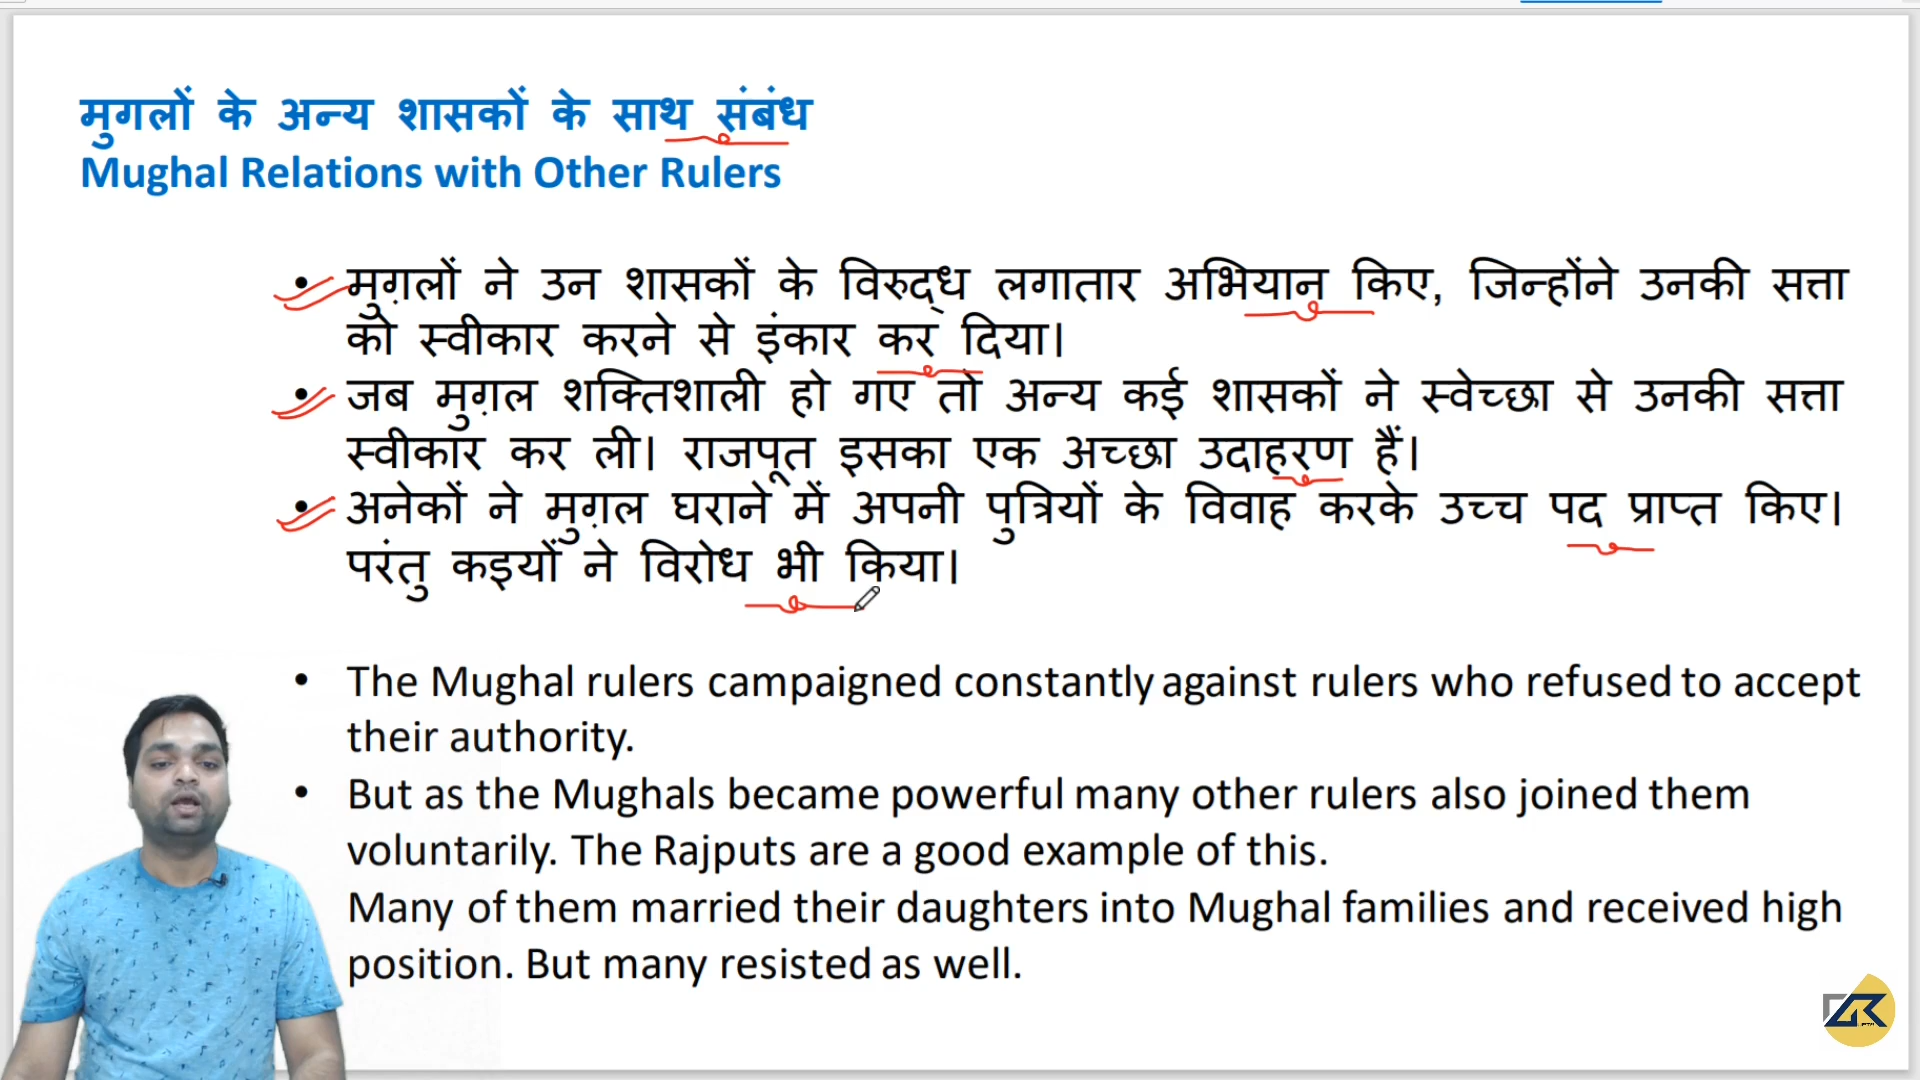 मुगलों के अन्य शासकों के साथ संबंध
Mughal Relations with Other Rulers
• मुग़लों ने उन शासकों के विरुद्ध लगातार अभियान किए, जिन्होंने उनकी सत्ता
को स्वीकार करने से इंकार कर दिया।
• जब मुग़ल शक्तिशाली हो गए तो अन्य कई शासकों ने स्वेच्छा से उनकी सत्ता
स्वीकार कर ली। राजपूत इसका एक अच्छा उदाहरण हैं।
• अनेकों ने मुग़ल घराने में अपनी पुत्रियों के विवाह करके उच्च पद प्राप्त किए।
परंतु कइयों ने विरोध भी किया।
• The Mughal rulers campaigned constantly against rulers who refused to accept
their authority.
• But as the Mughals became powerful many other rulers also joined them
voluntarily. The Rajputs are a good example of this.
Many of them married their daughters into Mughal families and received high
position. But many resisted as well.